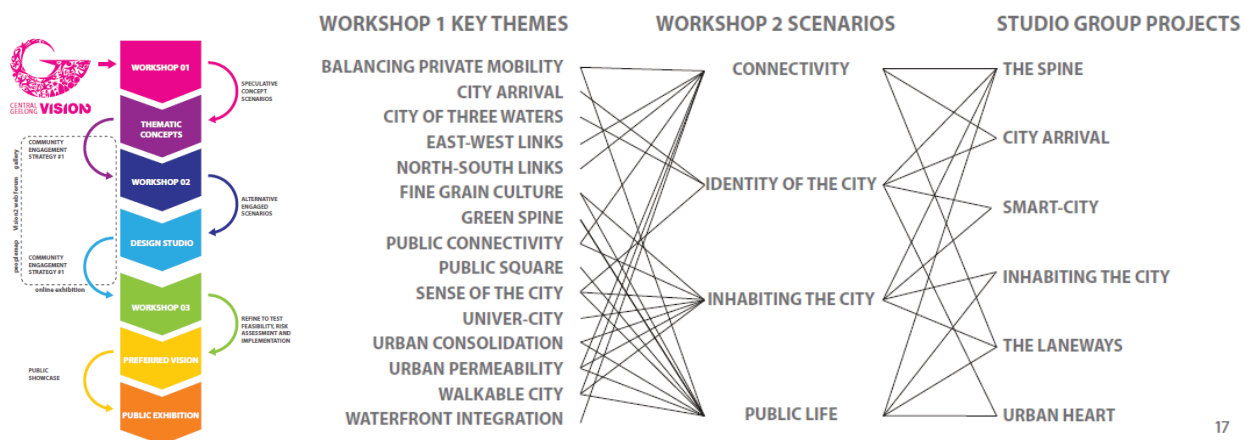 CENTRAL
GEELONG VISION2
WORKSHOP 01
SPECULATIVE
CONCEPT
SCENARIOS
THEMATIC
CONCEPTS
COMMUNITY
ENGAGEMENT
STRATEGY #1
WORKSHOP 02
ALTERNATIVE
ENGAGED
SCENARIOS
DESIGN STUDIO
COMMUNITY
ENGAGEMENT
STRATEGY #1
peoplemap Vision2 web forum gallery
online exhibition
WORKSHOP 03
REFINE TO TEST
FEASIBILITY, RISK
ASSESSMENT AND
IMPLEMENTATION
PREFERRED VISION
PUBLIC
SHOWCASE
PUBLIC EXHIBITION
WORKSHOP 1 KEY THEMES
BALANCING PRIVATE MOBILITY
CITY ARRIVAL
CITY OF THREE WATERS
EAST-WEST LINKS
NORTH-SOUTH LINKS
FINE GRAIN CULTURE
GREEN SPINE
PUBLIC CONNECTIVITY
PUBLIC SQUARE
SENSE OF THE CITY
UNIVER-CITY
URBAN CONSOLIDATION
URBAN PERMEABILITY
WALKABLE CITY
WATERFRONT INTEGRATION
WORKSHOP 2 SCENARIOS
CONNECTIVITY
IDENTITY OF THE CITY
INHABITING THE CITY
PUBLIC LIFE
STUDIO GROUP PROJECTS
THE SPINE
CITY ARRIVAL
SMART-CITY
INHABITING THE CITY
THE LANEWAYS
URBAN HEART
17